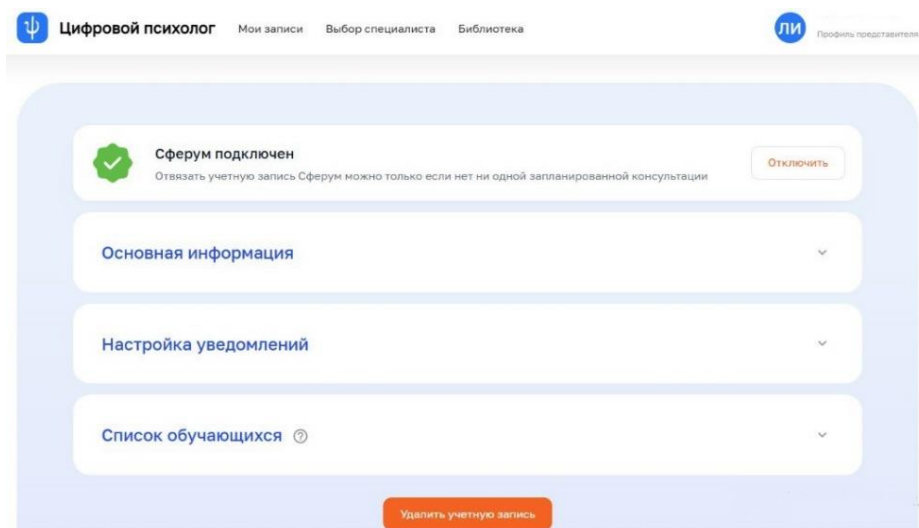 Цифровой психолог Мои записи Выбор специалиста Библиотека ЛИ Профиль представителя
Сферум подключен
Отвязать учетную запись Сферум можно только если нет ни одной запланированной консультации
Отключить
Основная информация
Настройка уведомлений
Список обучающихся ?
Удалить учетную запись